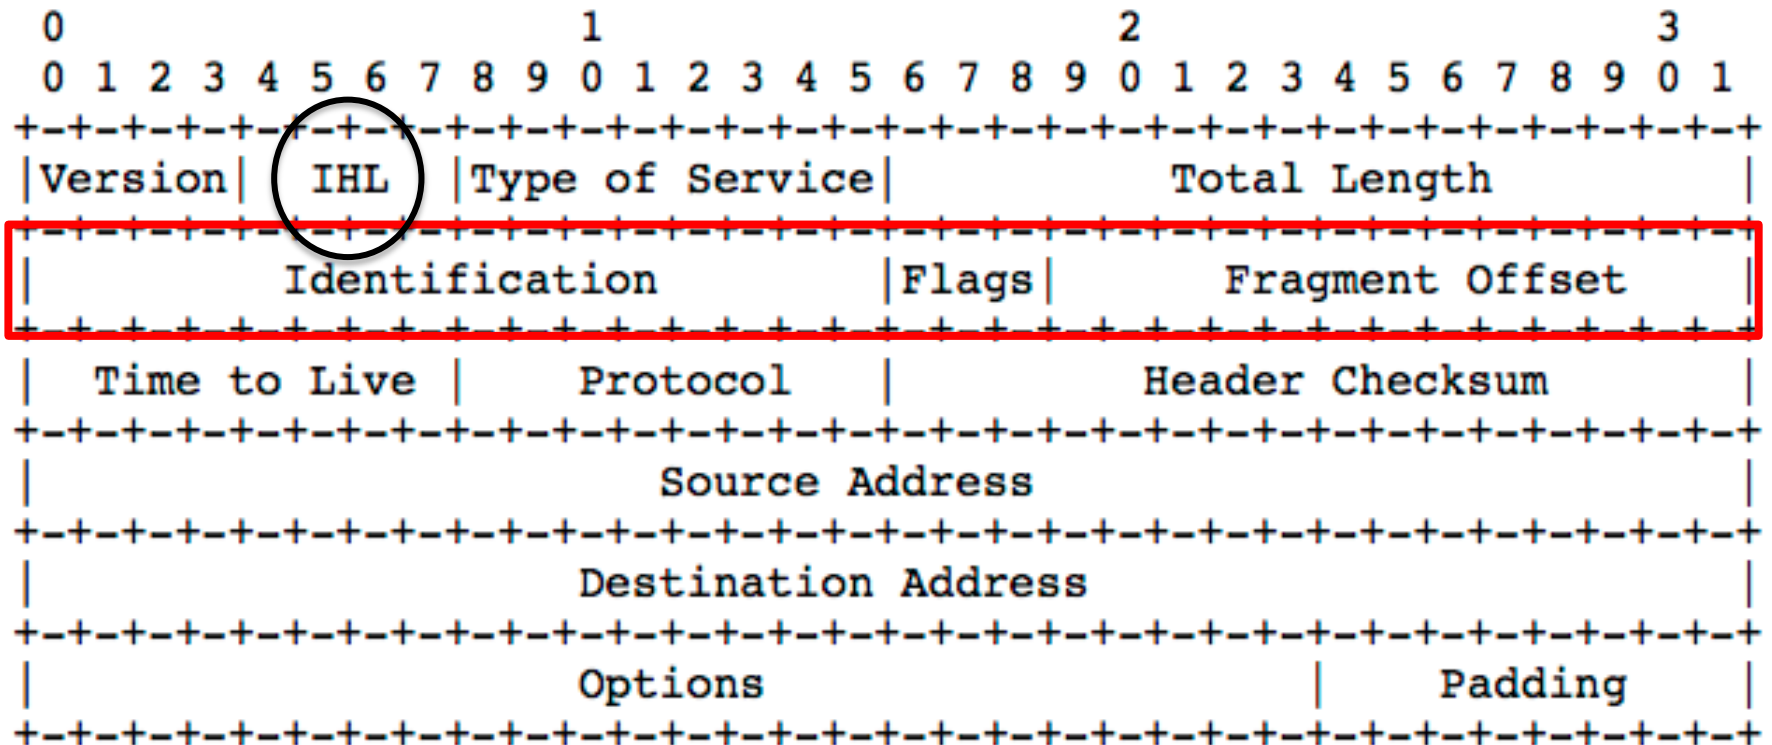 0                   1                   2                   3
 0 1 2 3 4 5 6 7 8 9 0 1 2 3 4 5 6 7 8 9 0 1 2 3 4 5 6 7 8 9 0 1
+-+-+-+-+-+-+-+-+-+-+-+-+-+-+-+-+-+-+-+-+-+-+-+-+-+-+-+-+-+-+-+-+
|Version|  IHL  |Type of Service|          Total Length         |
+-+-+-+-+-+-+-+-+-+-+-+-+-+-+-+-+-+-+-+-+-+-+-+-+-+-+-+-+-+-+-+-+
|         Identification        |Flags|      Fragment Offset    |
+-+-+-+-+-+-+-+-+-+-+-+-+-+-+-+-+-+-+-+-+-+-+-+-+-+-+-+-+-+-+-+-+
|  Time to Live |    Protocol   |         Header Checksum       |
+-+-+-+-+-+-+-+-+-+-+-+-+-+-+-+-+-+-+-+-+-+-+-+-+-+-+-+-+-+-+-+-+
|                       Source Address                          |
+-+-+-+-+-+-+-+-+-+-+-+-+-+-+-+-+-+-+-+-+-+-+-+-+-+-+-+-+-+-+-+-+
|                    Destination Address                        |
+-+-+-+-+-+-+-+-+-+-+-+-+-+-+-+-+-+-+-+-+-+-+-+-+-+-+-+-+-+-+-+-+
|                    Options                    |    Padding    |
+-+-+-+-+-+-+-+-+-+-+-+-+-+-+-+-+-+-+-+-+-+-+-+-+-+-+-+-+-+-+-+-+